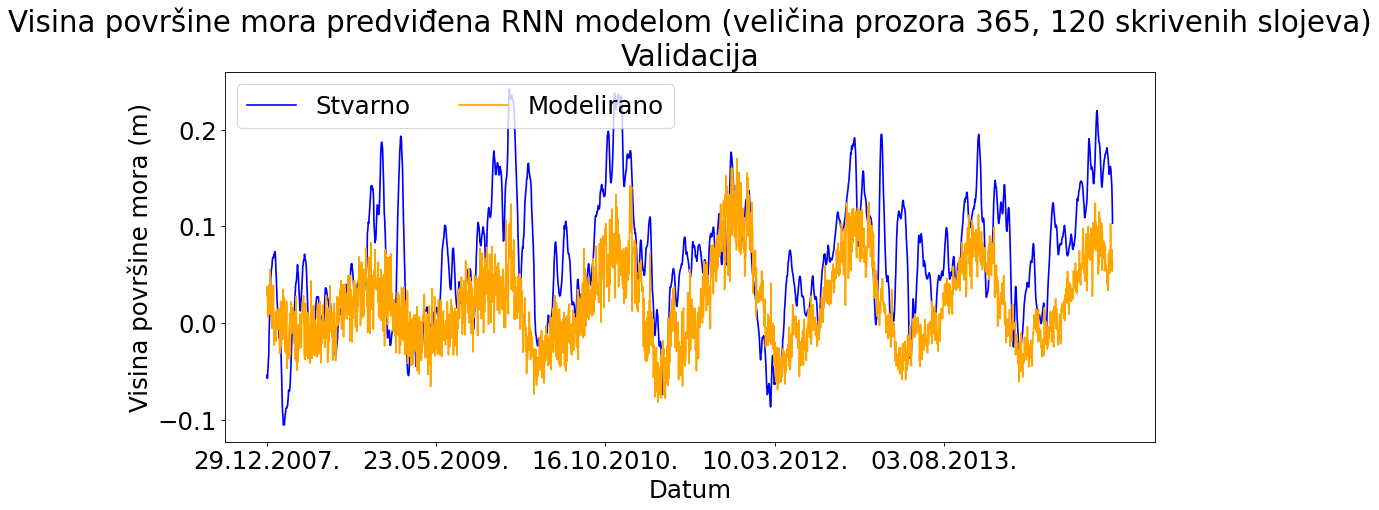 Visina površine mora predviđena RNN modelom (veličina prozora 365, 120 skrivenih slojeva)
Validacija
Stvarno Modelirano
Visina površine mora (m)
0.2
0.1
0.0
−0.1
29.12.2007. 23.05.2009. 16.10.2010. 10.03.2012. 03.08.2013.
Datum